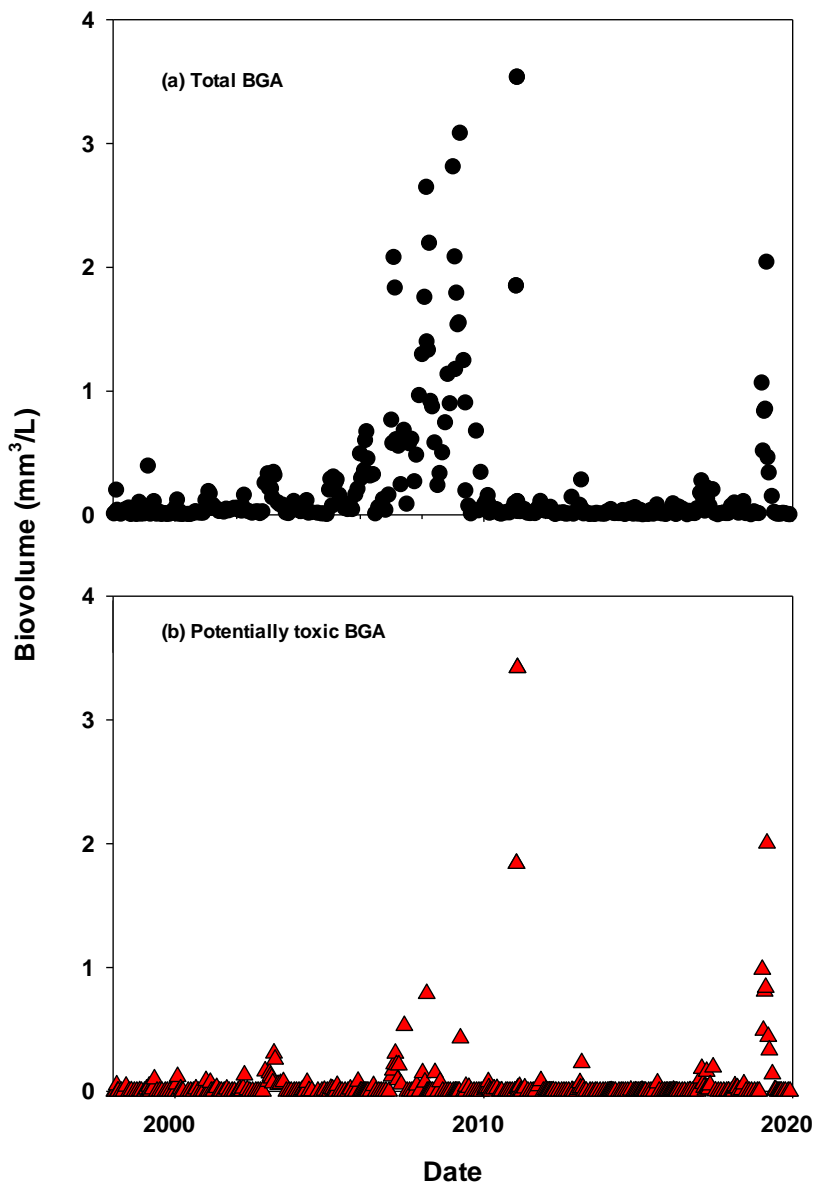 4
(a) Total BGA
3
2
1
0
Biovolume (mm³/L)
4
(b) Potentially toxic BGA
3
2
1
0
2000 2010 2020
Date